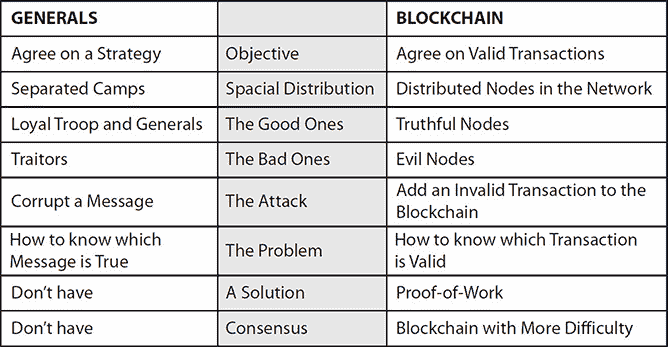 GENERALS BLOCKCHAIN
Agree on a Strategy Objective Agree on Valid Transactions
Separated Camps Spacial Distribution Distributed Nodes in the Network
Loyal Troop and Generals The Good Ones Truthful Nodes
Traitors The Bad Ones Evil Nodes
Corrupt a Message The Attack Add an Invalid Transaction to the
Blockchain
How to know which
Message is True The Problem How to know which Transaction
is Valid
Don't have A Solution Proof-of-Work
Don't have Consensus Blockchain with More Difficulty